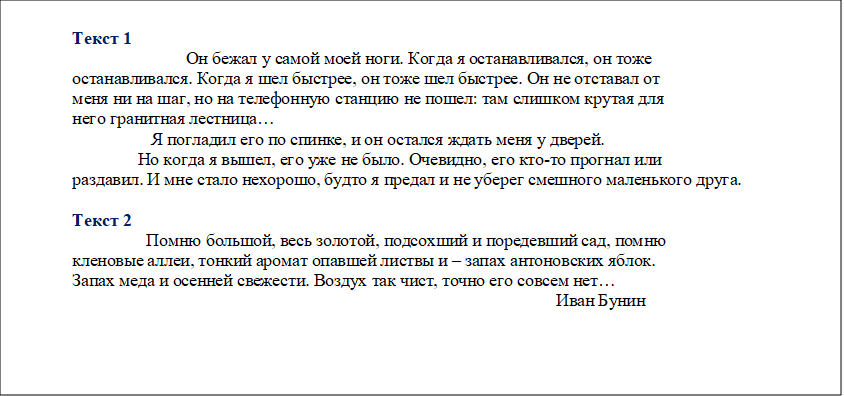 Текст 1
Он бежал у самой моей ноги. Когда я останавливался, он тоже
останавливался. Когда я шел быстрее, он тоже шел быстрее. Он не отставал от
меня ни на шаг, но на телефонную станцию не пошел: там слишком крутая для
него гранитная лестница…
Я погладил его по спинке, и он остался ждать меня у дверей.
Но когда я вышел, его уже не было. Очевидно, его кто-то прогнал или
раздавил. И мне стало нехорошо, будто я предал и не уберег смешного маленького друга.
Текст 2
Помню большой, весь золотой, подсохший и поредевший сад, помню
кленовые аллеи, тонкий аромат опавшей листвы и – запах антоновских яблок.
Запах меда и осенней свежести. Воздух так чист, точно его совсем нет…
Иван Бунин